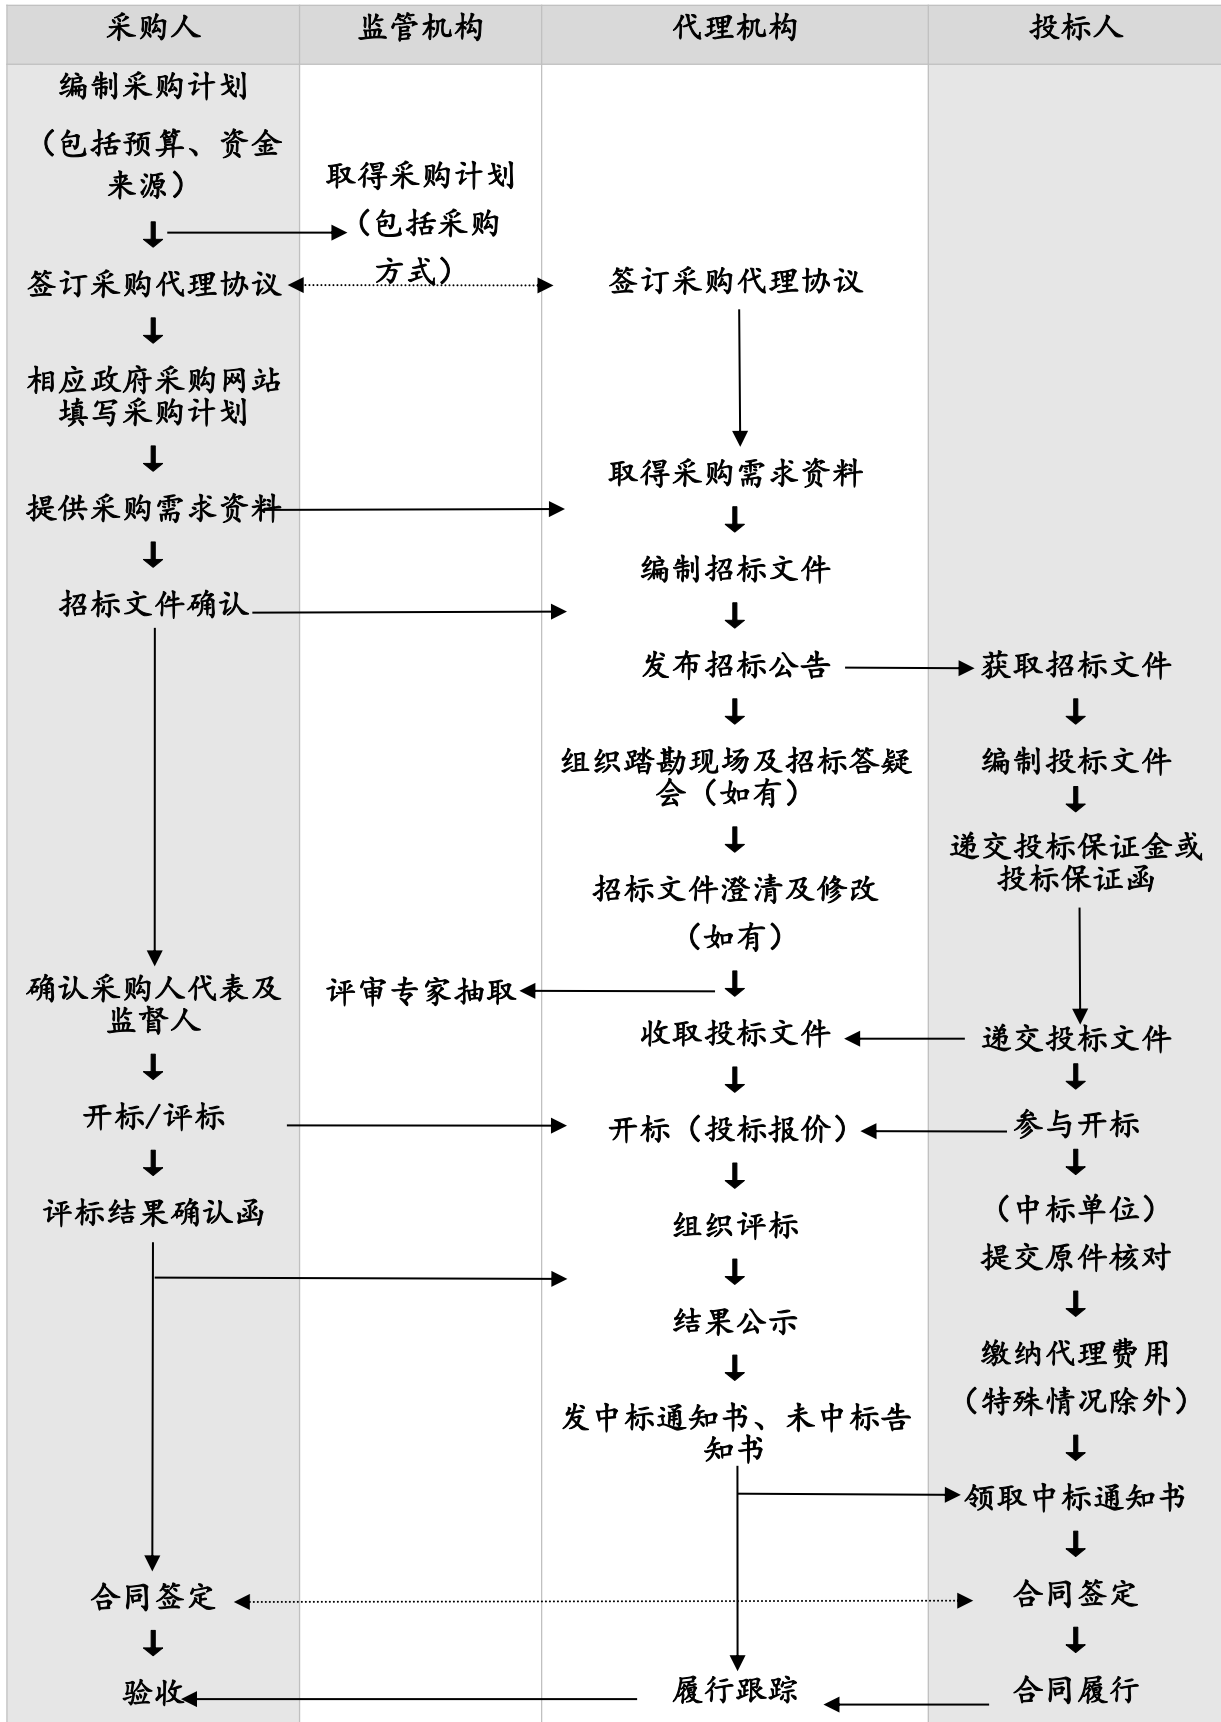 采购人
监管机构
代理机构
投标人
编制采购计划
（包括预算、资金
来源）
签订采购代理协议
相应政府采购网站
填写采购计划
提供采购需求资料
招标文件确认
确认采购人代表及
监督人
开标/评标
评标结果确认函
合同签定
验收
取得采购计划
（包括采购
方式）
评审专家抽取
签订采购代理协议
取得采购需求资料
编制招标文件
发布招标公告
组织踏勘现场及招标答疑
会（如有）
招标文件澄清及修改
（如有）
收取投标文件
开标（投标报价）
组织评标
结果公示
发中标通知书、未中标告
知书
履行跟踪
获取招标文件
编制投标文件
递交投标保证金或
投标保证函
递交投标文件
参与开标
（中标单位）
提交原件核对
缴纳代理费用
（特殊情况除外）
领取中标通知书
合同签定
合同履行